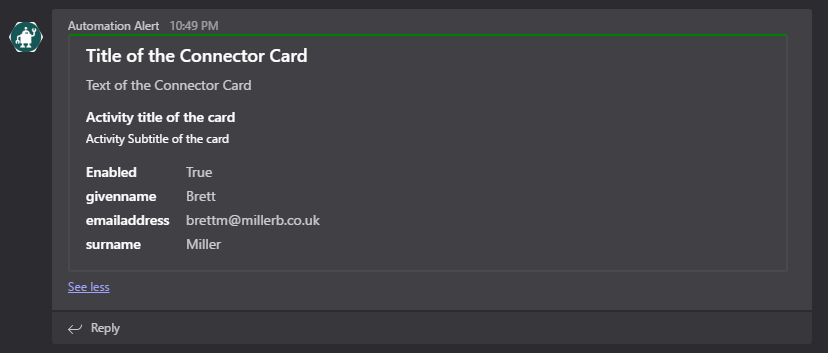 Automation Alert 10:49 PM
Title of the Connector Card
Text of the Connector Card
Activity title of the card
Activity Subtitle of the card
Enabled True
givenname Brett
emailaddress brettm@millerb.co.uk
surname Miller
See less
Reply